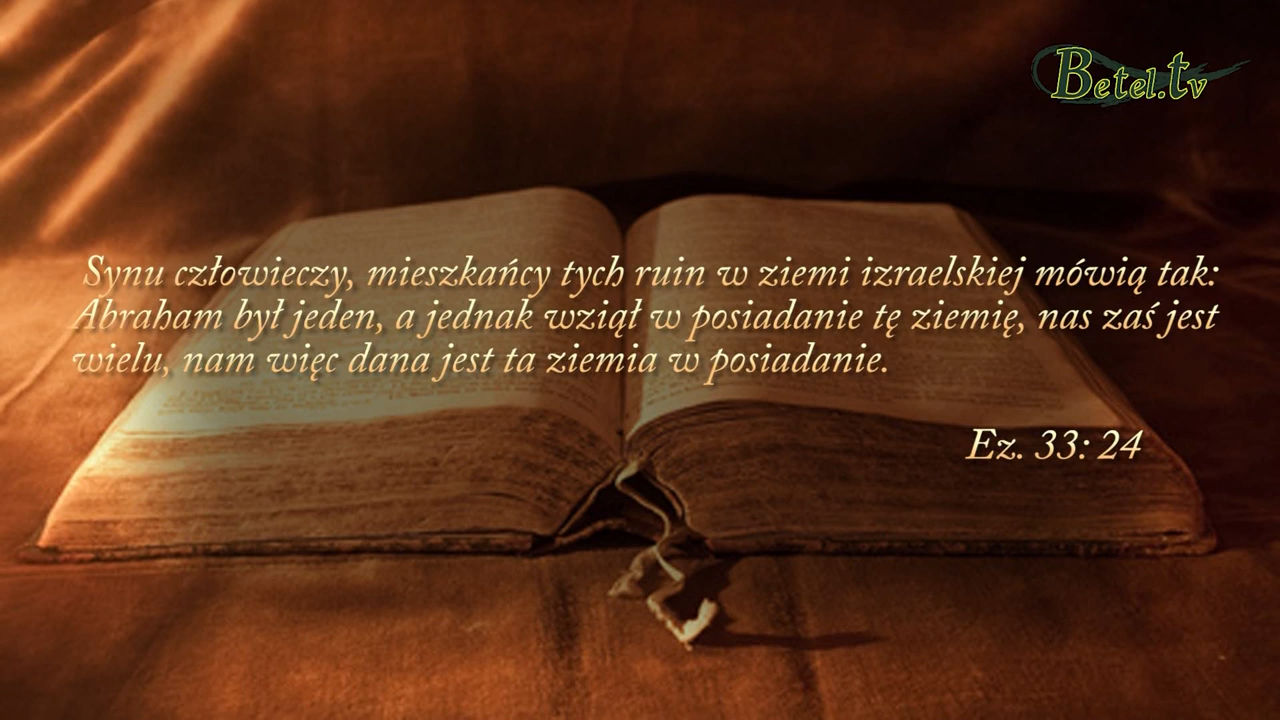 Betel.tv
Synu człowieczy, mieszkańcy tych ruin w ziemi izraelskiej mówią tak:
Abraham był jeden, a jednak wziął w posiadanie tę ziemię, nas zaś jest
wielu, nam więc dana jest ta ziemia w posiadanie.
Ez. 33: 24